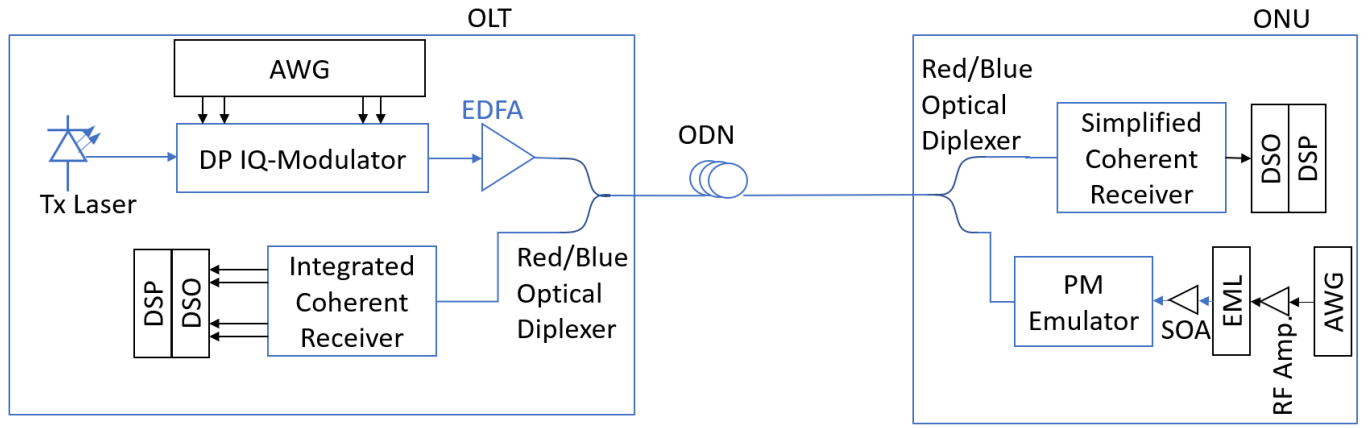 OLT
AWG
EDFA
DP IQ-Modulator
Tx Laser
Integrated
Coherent
Receiver
DSO
DSP
Red/Blue
Optical
Diplexer
ODN
ONU
Red/Blue
Optical
Diplexer
Simplified
Coherent
Receiver
DSO
DSP
PM
Emulator
SOA
EML
RF Amp.
AWG